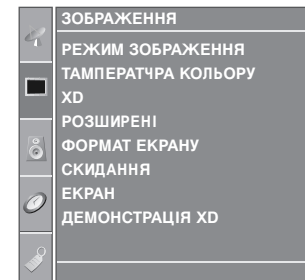 ЗОБРАЖЕННЯ
РЕЖИМ ЗОБРАЖЕННЯ
ТАМПЕРАТЧРА КОЛЬОРУ
XD
РОЗШИРЕНІ
ФОРМАТ ЕКРАНУ
СКИДАННЯ
ЕКРАН
ДЕМОНСТРАЦІЯ XD